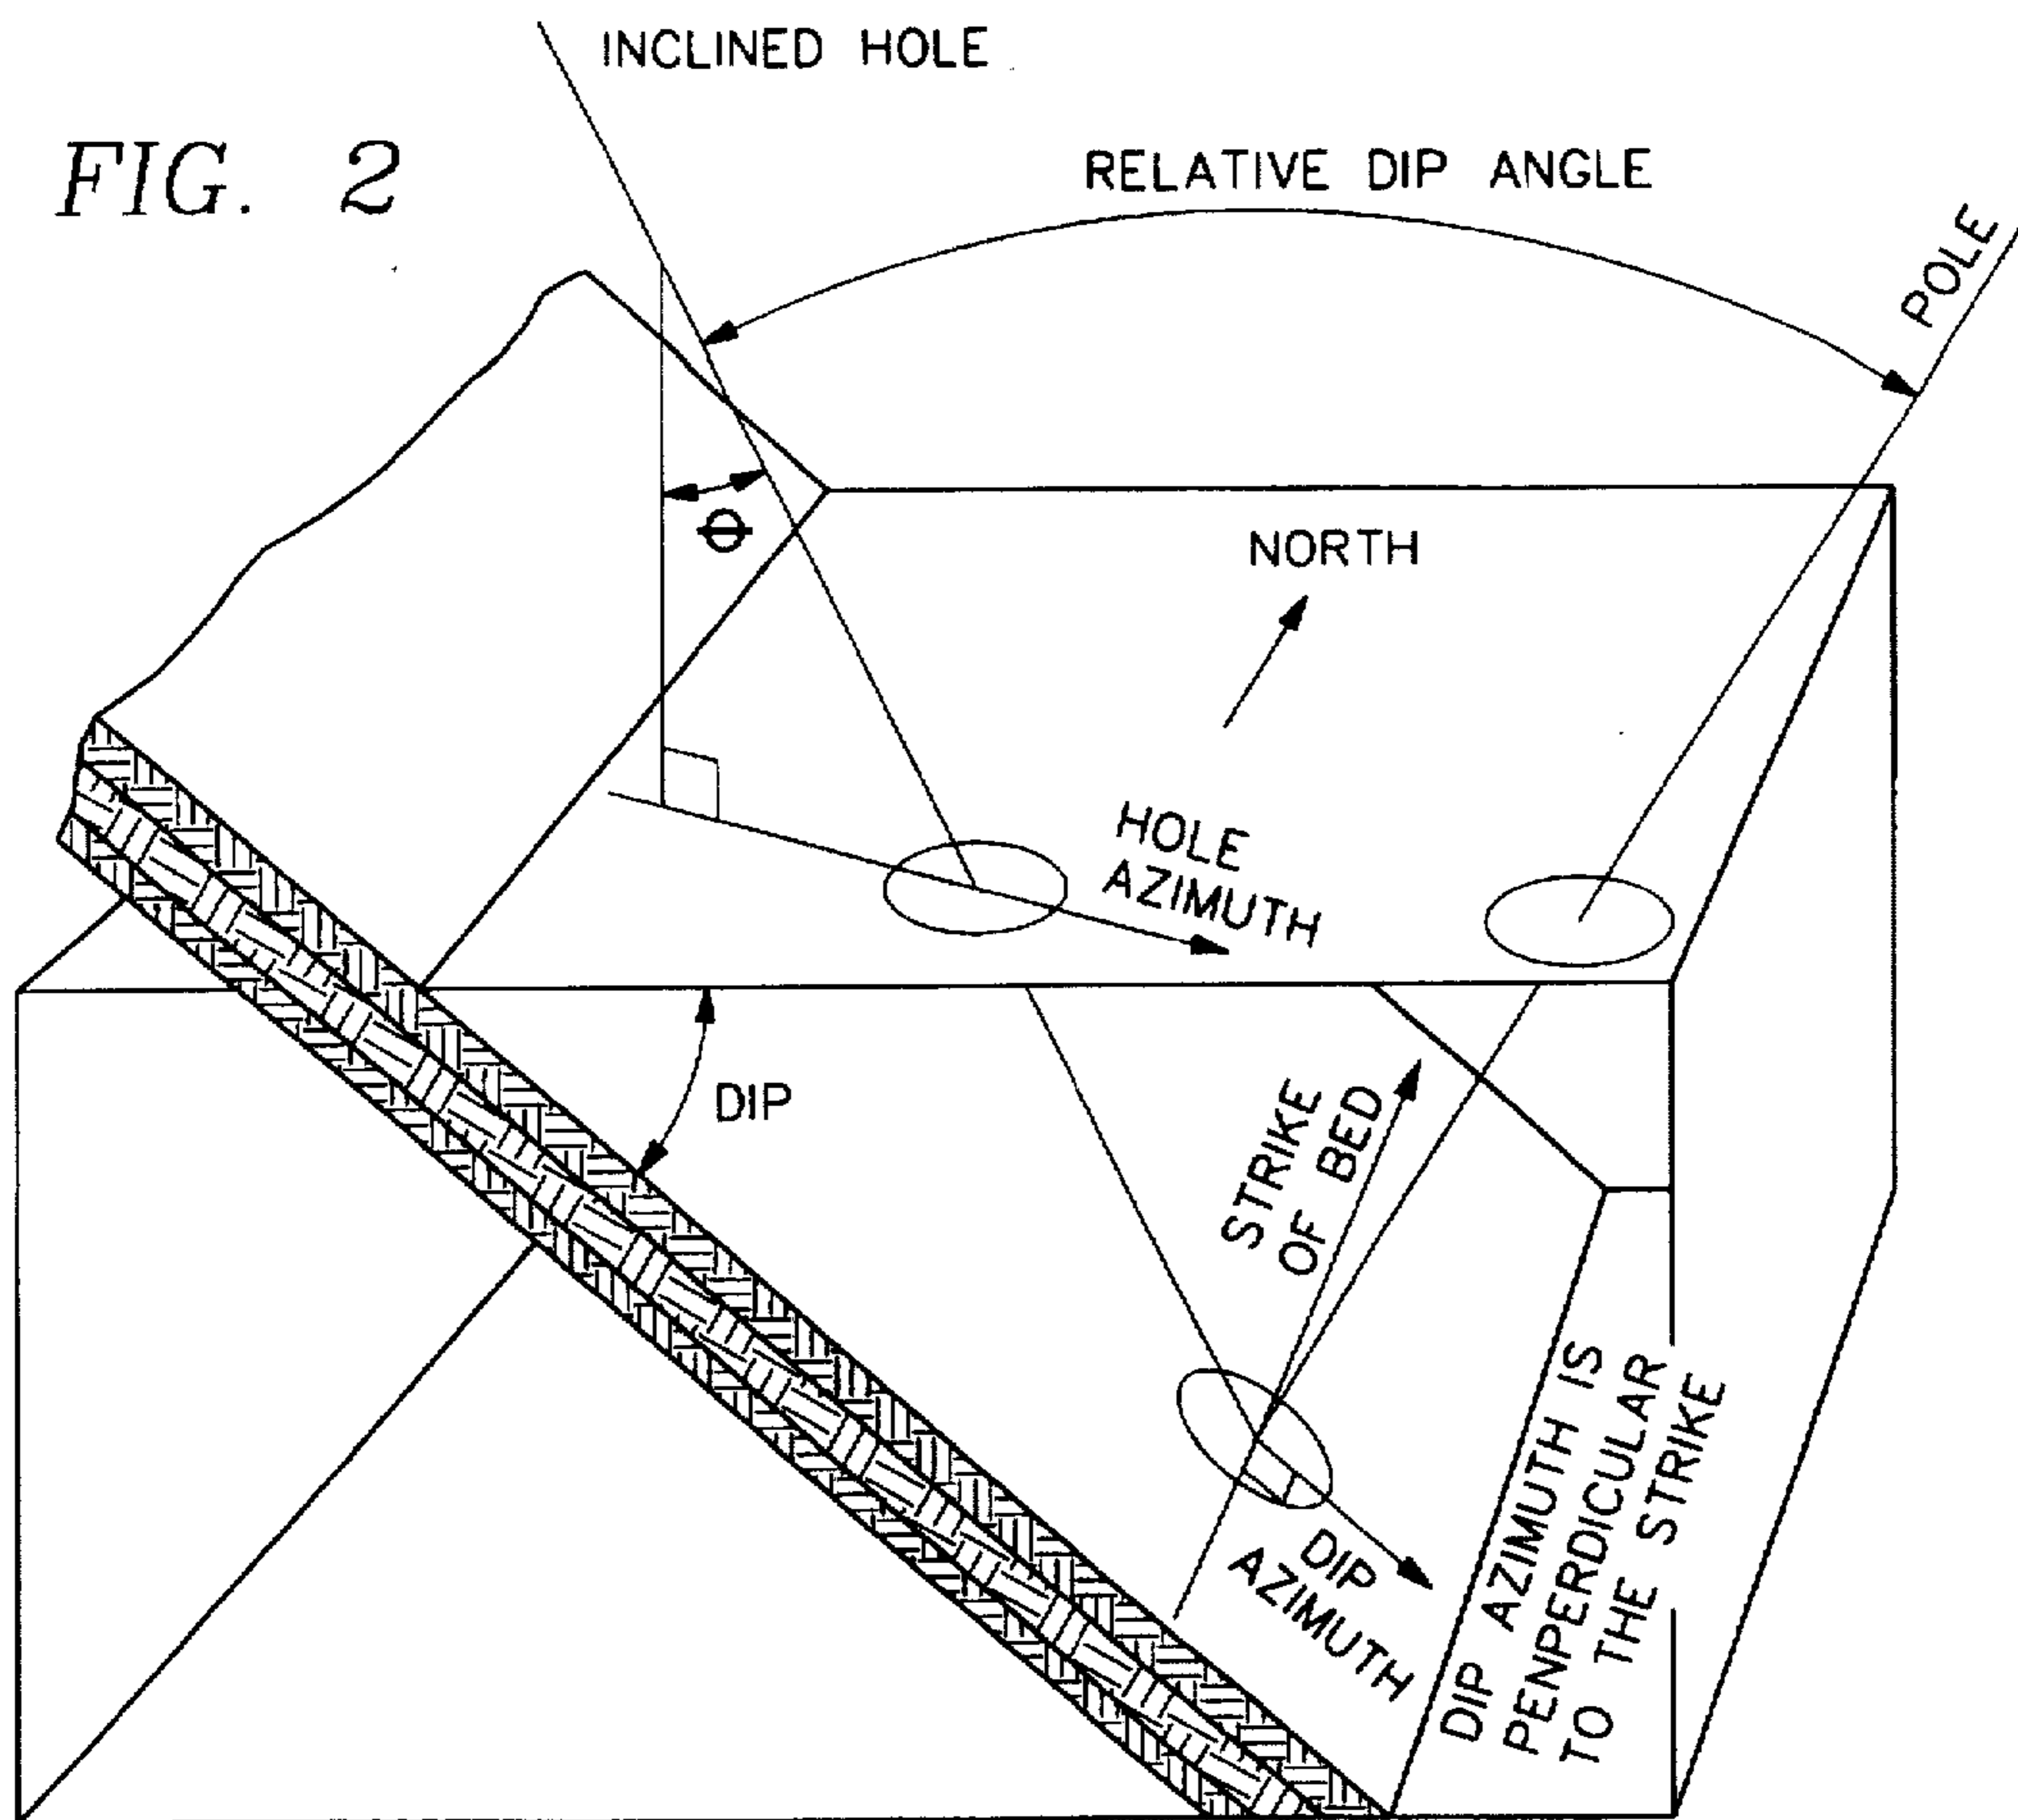 INCLINED HOLE
FIG. 2
RELATIVE DIP ANGLE
POLE
Φ
NORTH
HOLE
AZIMUTH
DIP
STRIKE
OF BED
DIP
AZIMUTH
DIP AZIMUTH IS
PENPERDICULAR
TO THE STRIKE